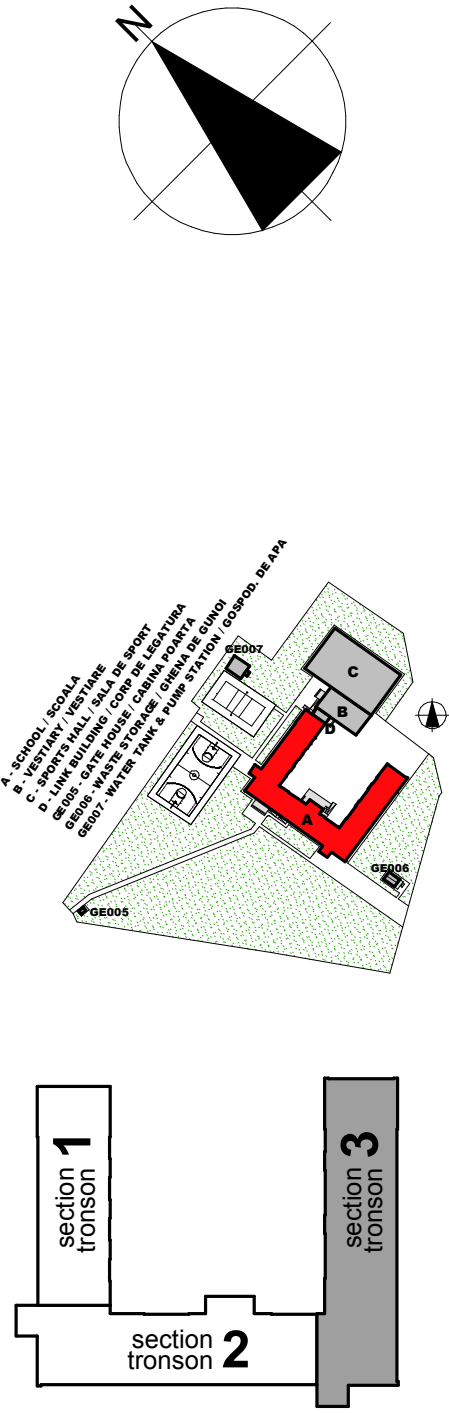 N
A - SCHOOL / SCOALA
B - VESTIARY / VESTIARE
C - SPORTS HALL / SALA DE SPORT
D - LINK BUILDING / CORP DE LEGATURA
GE005 - GATE HOUSE / CABINA POARTA
GE006 - WASTE STORAGE / GHENA DE GUNOI
GE007 - WATER TANK & PUMP STATION / GOSPOD. DE APA
GE007
C
B
D
A
GE006
GE005
section
tronson 1
section
tronson 3
section
tronson 2